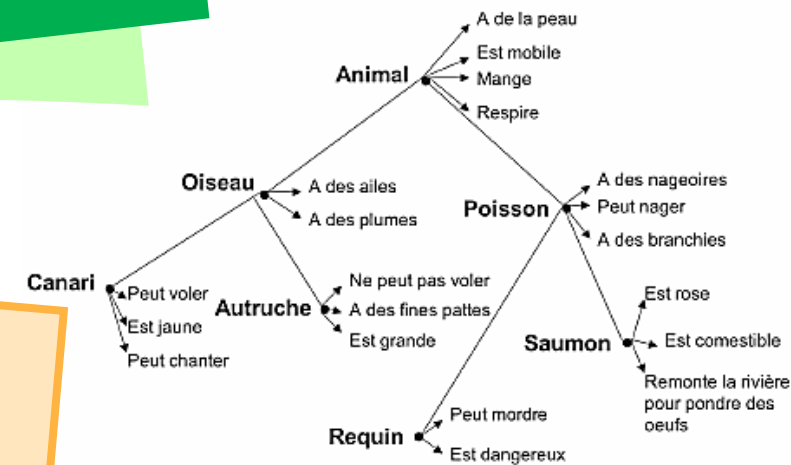 Animal
A de la peau
Est mobile
Mange
Respire
Oiseau
A des ailes
A des plumes
Poisson
A des nageoires
Peut nager
A des branchies
Canari
Peut voler
Est jaune
Peut chanter
Autruche
Ne peut pas voler
A des fines pattes
Est grande
Saumon
Est rose
Est comestible
Remonte la rivière
pour pondre des
oeufs
Requin
Peut mordre
Est dangereux